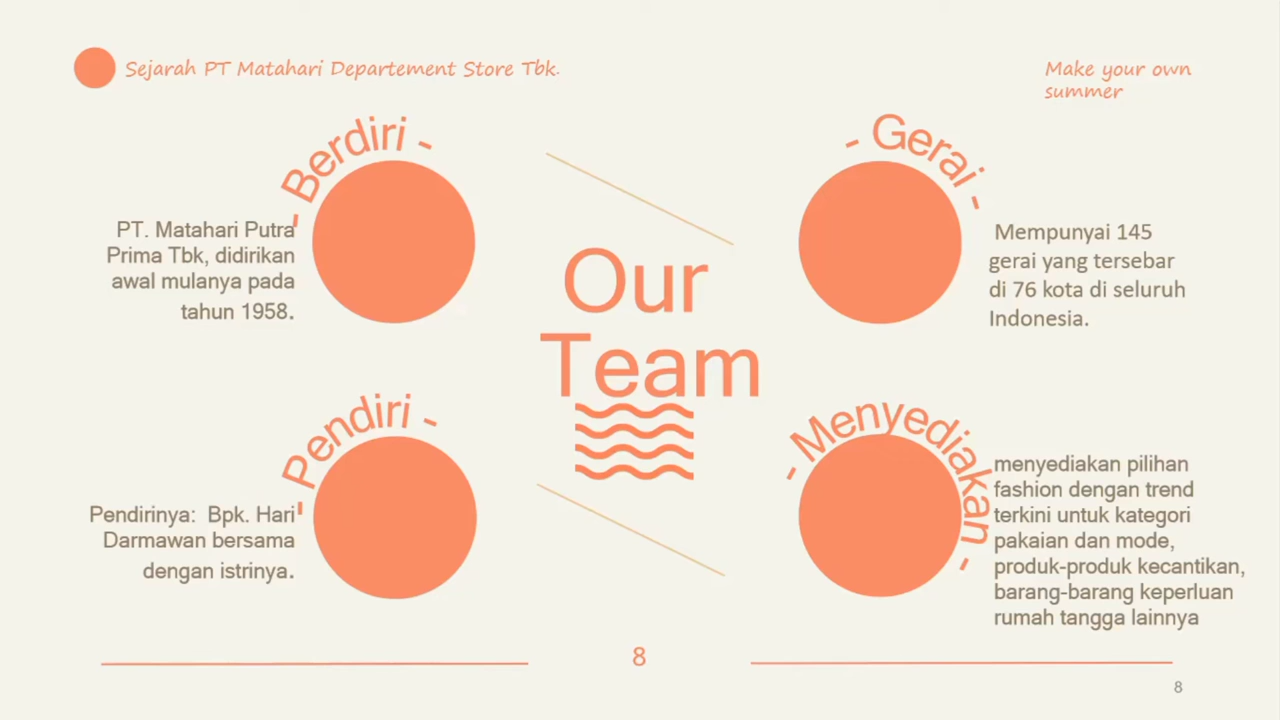 Sejarah PT Matahari Departement Store Tbk.
Make your own
summer
- Berdiri -
PT. Matahari Putra
Prima Tbk, didirikan
awal mulanya pada
tahun 1958.
- Gerai -
Mempunyai 145
gerai yang tersebar
di 76 kota di seluruh
Indonesia.
Our
Team
- Pendiri -
Pendirinya: Bpk. Hari
Darmawan bersama
dengan istrinya.
- Menyediakan -
menyediakan pilihan
fashion dengan trend
terkini untuk kategori
pakaian dan mode,
produk-produk kecantikan,
barang-barang keperluan
rumah tangga lainnya
8
8